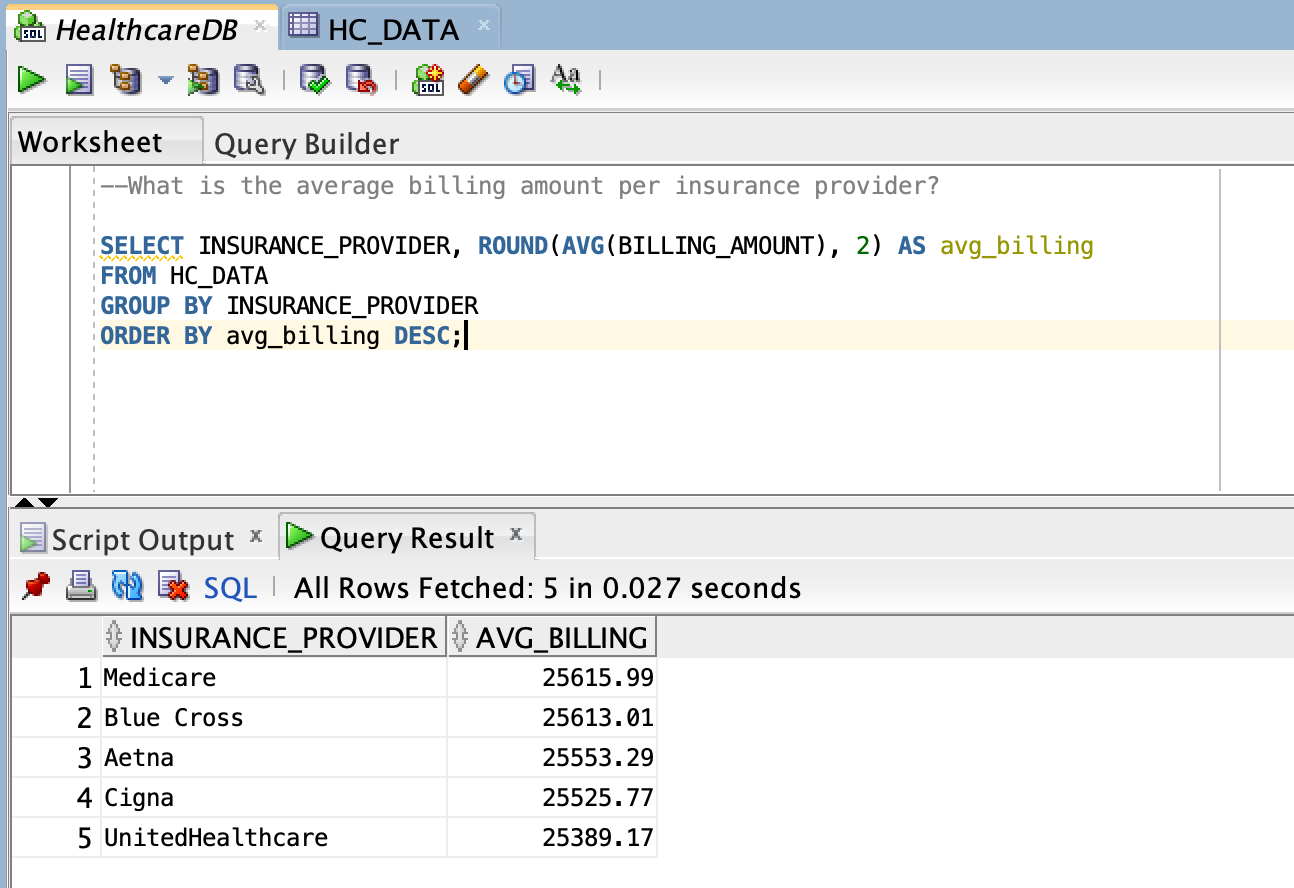 HealthcareDB HC_DATA
Worksheet Query Builder
--What is the average billing amount per insurance provider?
SELECT INSURANCE_PROVIDER, ROUND(AVG(BILLING_AMOUNT), 2) AS avg_billing
FROM HC_DATA
GROUP BY INSURANCE_PROVIDER
ORDER BY avg_billing DESC;
Script Output Query Result
SQL All Rows Fetched: 5 in 0.027 seconds
INSURANCE_PROVIDER AVG_BILLING
1 Medicare 25615.99
2 Blue Cross 25613.01
3 Aetna 25553.29
4 Cigna 25525.77
5 UnitedHealthcare 25389.17